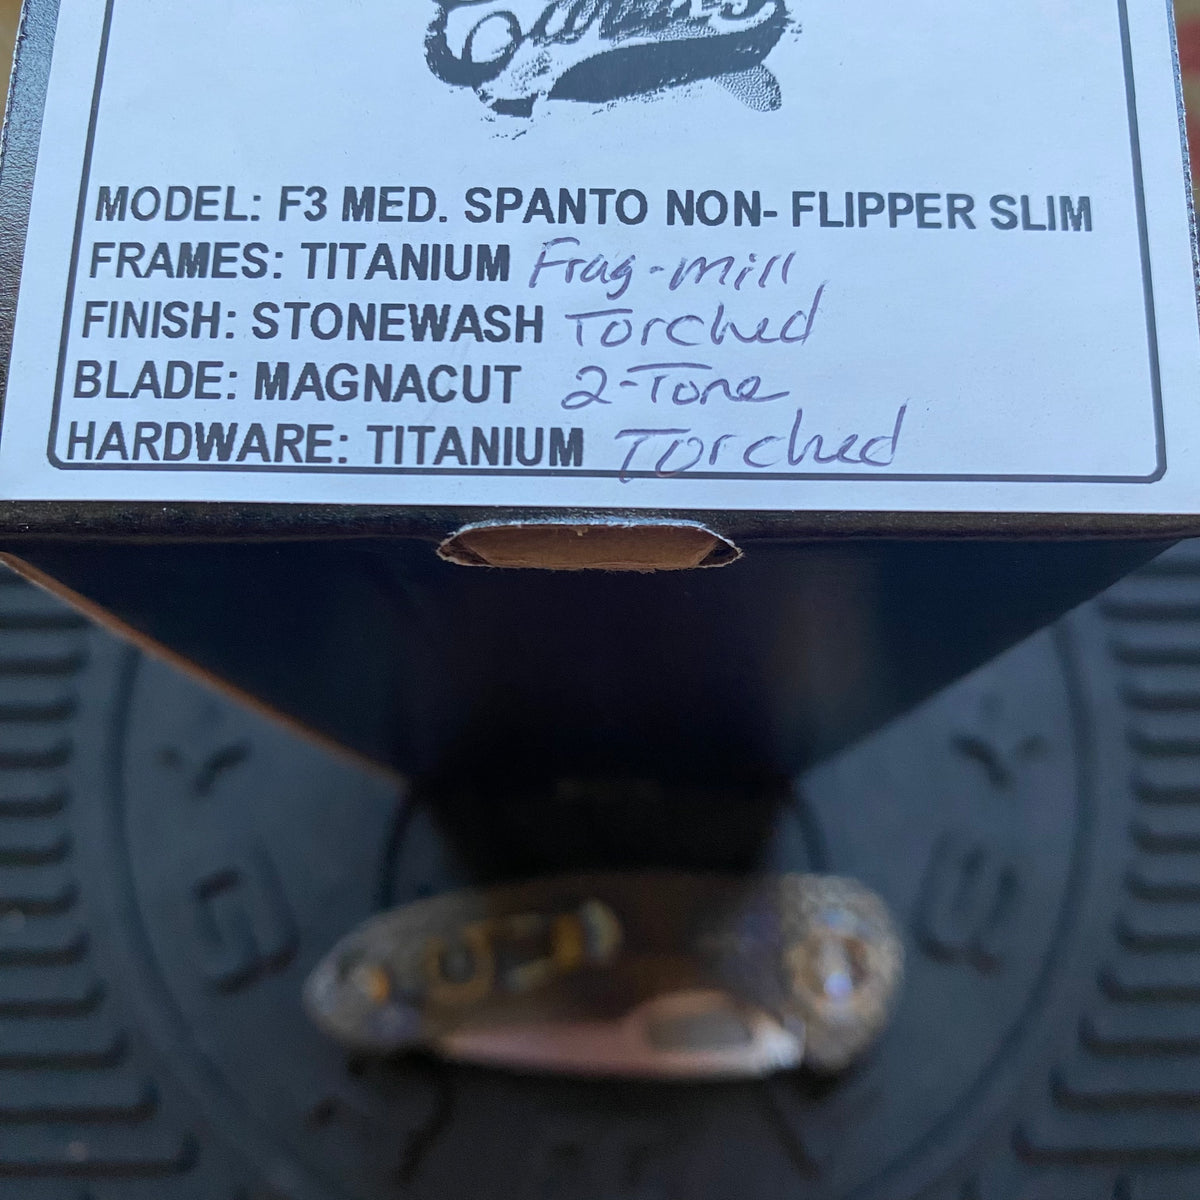 MODEL: F3 MED. SPANTO NON- FLIPPER SLIM
FRAMES: TITANIUM Frag-mill
FINISH: STONEWASH Torched
BLADE: MAGNACUT 2-Tone
HARDWARE: TITANIUM Torched